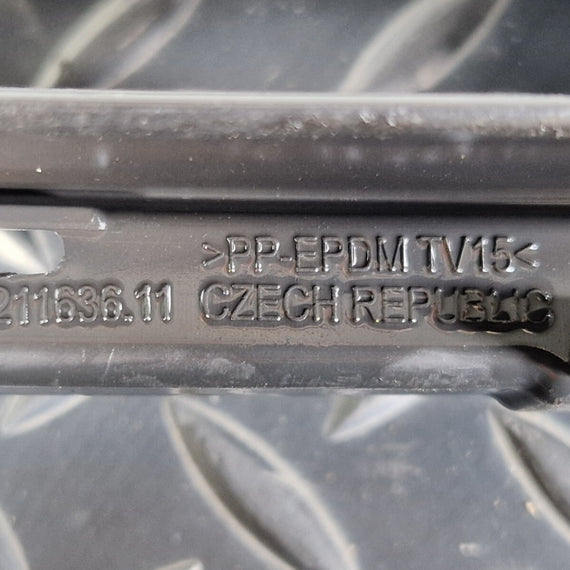 >PP-EPDM TV15<
211636.11 CZECH REPUBLIC